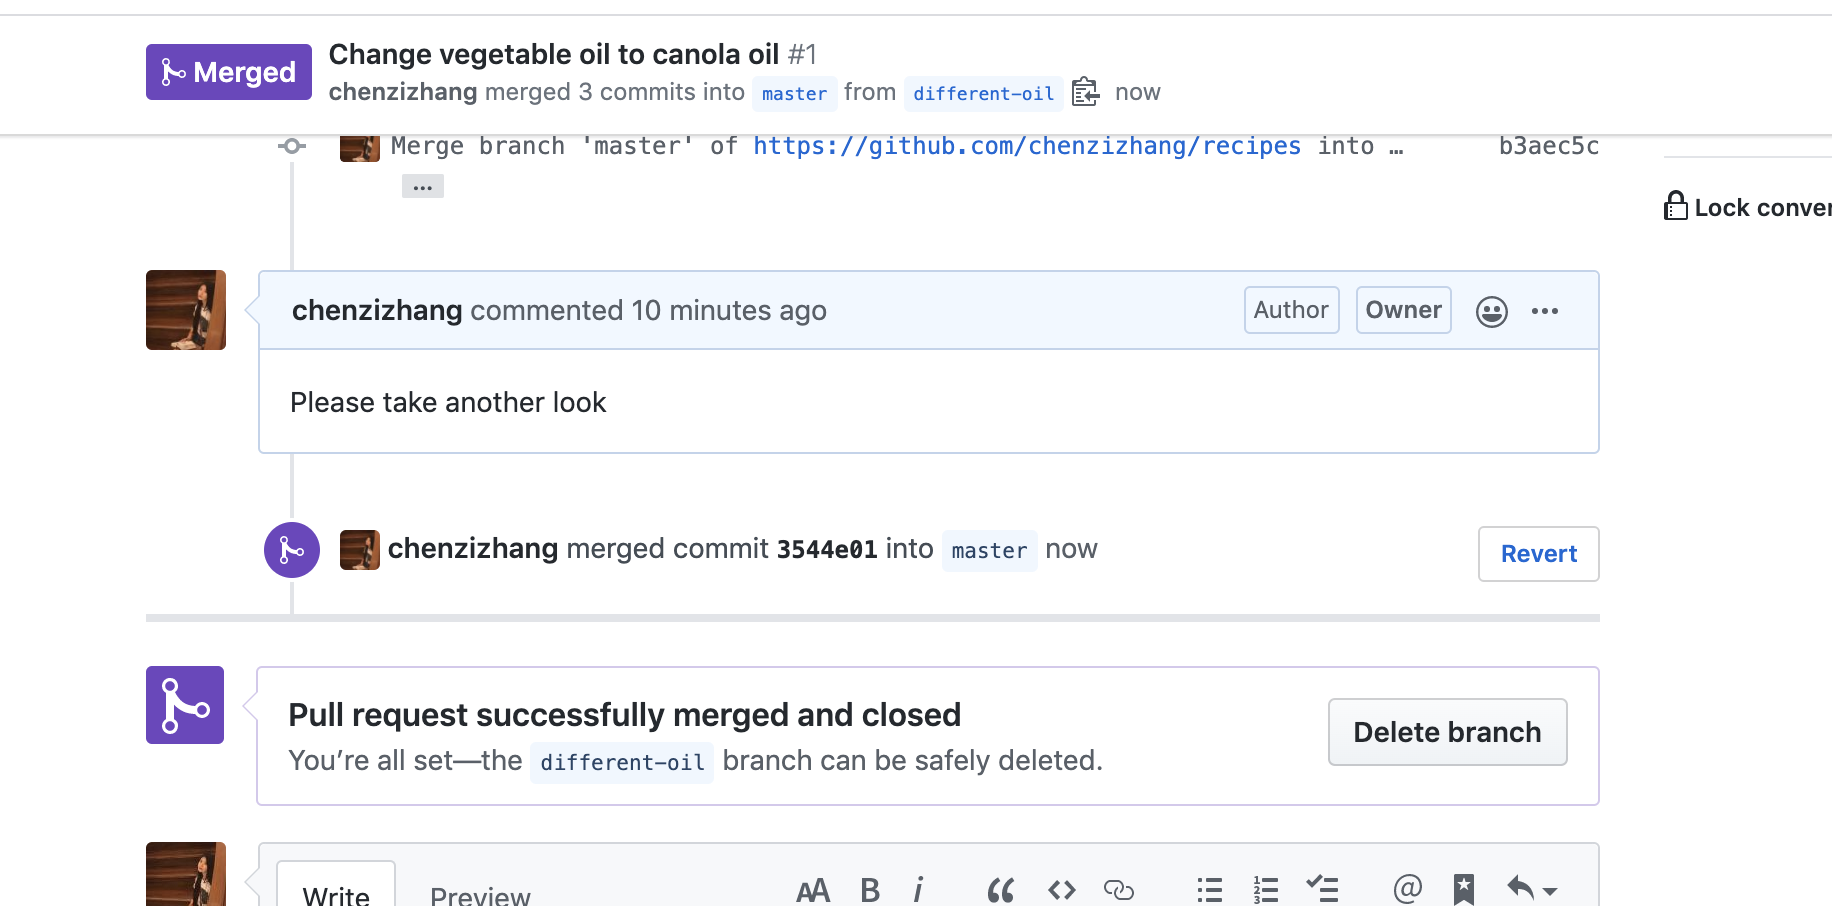 Merged
Change vegetable oil to canola oil #1
chenzizhang merged 3 commits into master from different-oil now
Merge branch 'master' of https://github.com/chenzizhang/recipes into … b3aec5c
...
Lock conver
chenzizhang commented 10 minutes ago Author Owner ...
Please take another look
chenzizhang merged commit 3544e01 into master now Revert
Pull request successfully merged and closed
You’re all set—the different-oil branch can be safely deleted.
Delete branch
Write Preview AA B i “ <> @